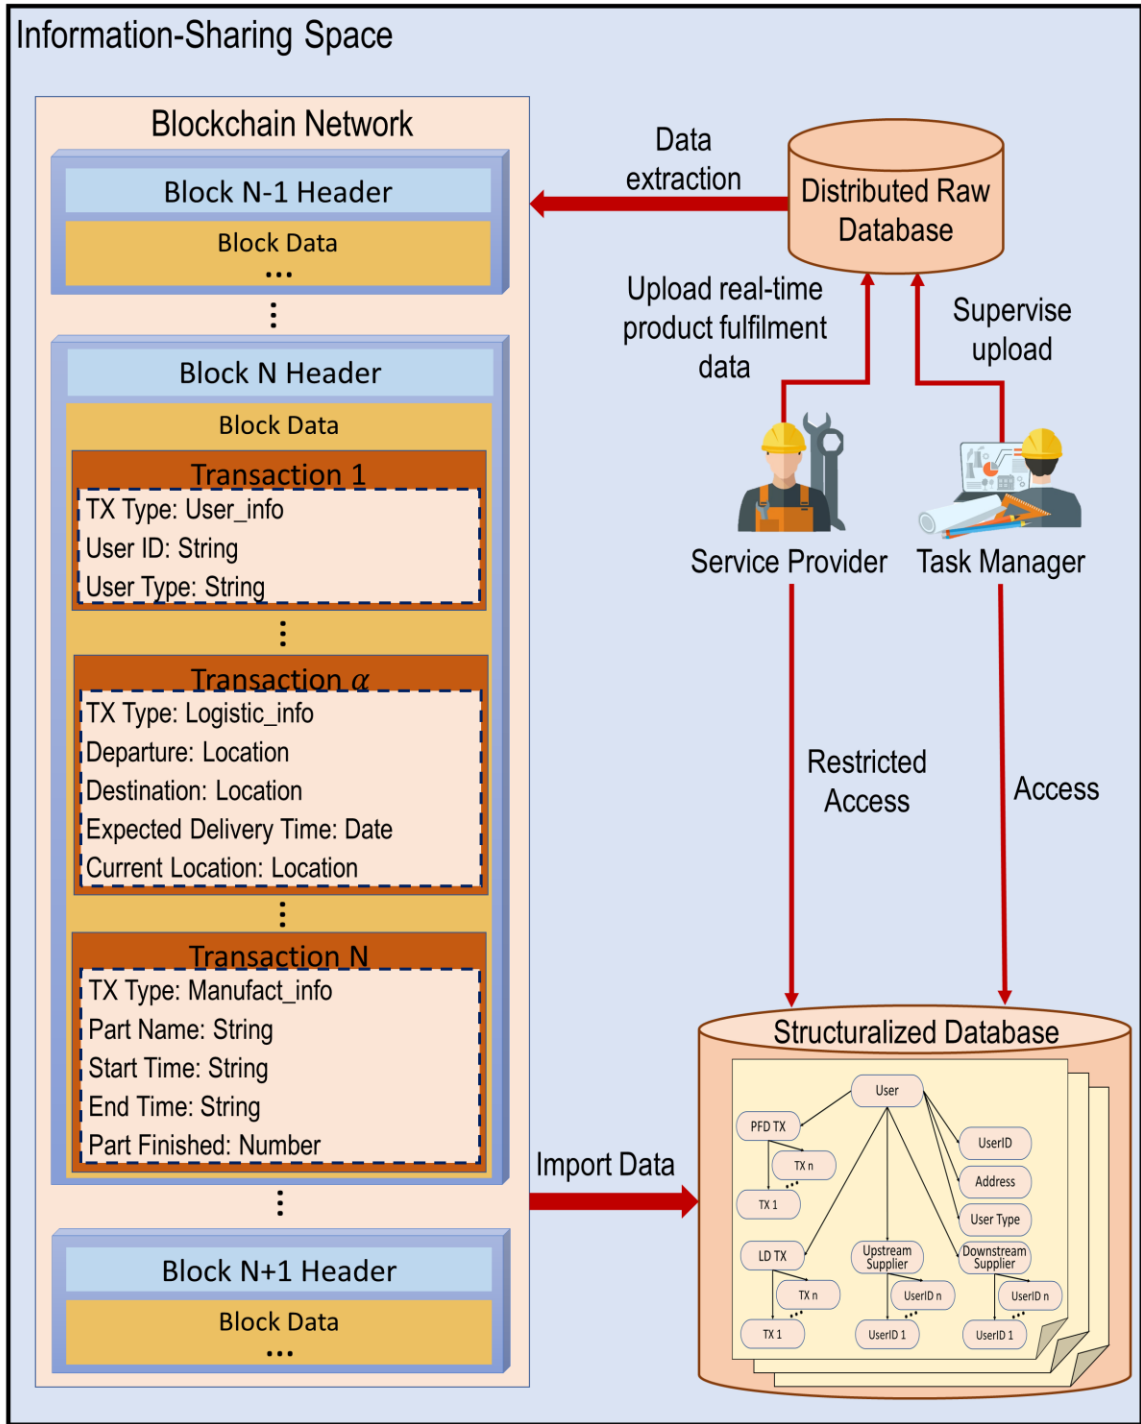 Information-Sharing Space
Blockchain Network
Block N-1 Header
Block Data
...
Block N Header
Block Data
Transaction 1
TX Type: User_info
User ID: String
User Type: String
Transaction α
TX Type: Logistic_info
Departure: Location
Destination: Location
Expected Delivery Time: Date
Current Location: Location
Transaction N
TX Type: Manufact_info
Part Name: String
Start Time: String
End Time: String
Part Finished: Number
Block N+1 Header
Block Data
...
Data
extraction
Distributed Raw
Database
Upload real-time
product fulfilment
data
Supervise
upload
Service Provider
Task Manager
Restricted
Access
Access
Import Data
Structuralized Database
User
PFD TX
TX n
TX 1
UserID
Address
User Type
LD TX
TX n
TX 1
Upstream
Supplier
UserID n
UserID 1
Downstream
Supplier
UserID n
UserID 1